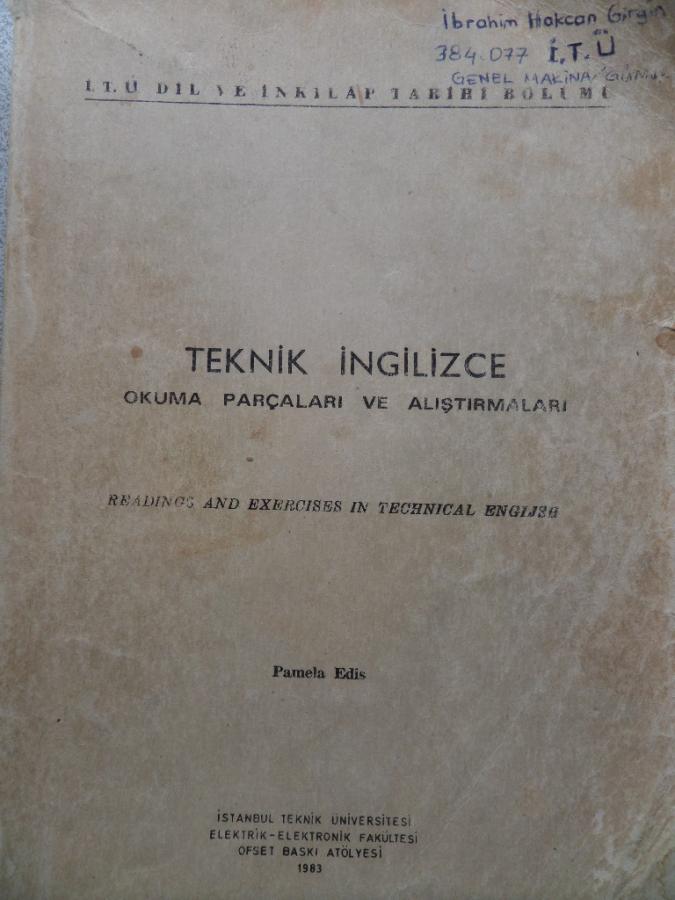 İbrahim Hakcan Girgin
384.077 İ.T.Ü
GENEL MAKİNA
İ.T.Ü DİL VE İNKİLAP TARİHİ BÖLÜMÜ
TEKNİK İNGİLİZCE
OKUMA PARÇALARI VE ALIŞTIRMALARI
READINGS AND EXERCISES IN TECHNICAL
Pamela Edis
İSTANBUL TEKNİK ÜNİVERSİTESİ
ELEKTRİK-ELEKTRONİK FAKÜLTESİ
OFSET BASKI ATÖLYESİ
1983